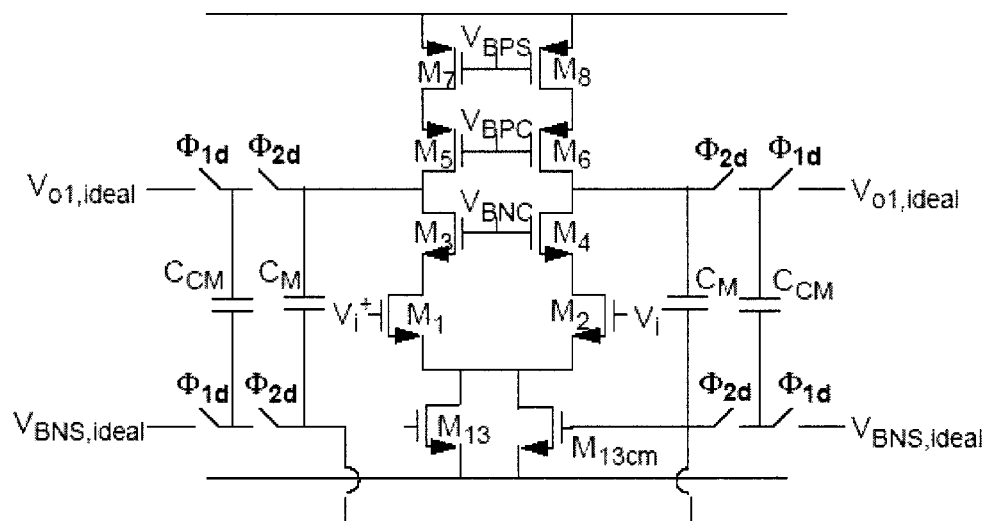 V_BPS
M_7 M_8
V_BPC
Φ_1d Φ_2d M_5 M_6 Φ_2d Φ_1d
V_o1,ideal V_o1,ideal
V_BNC
M_3 M_4
C_CM C_M C_M C_CM
V_i^+ M_1 M_2 V_i
Φ_1d Φ_2d Φ_2d Φ_1d
V_BNS,ideal M_13 M_13cm V_BNS,ideal